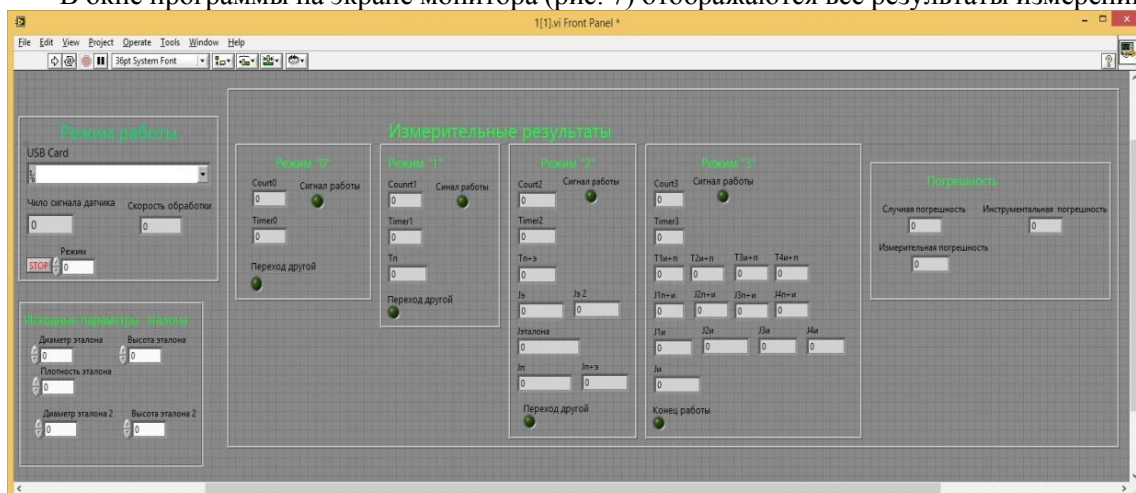 В окне программы на экране монитора (рис. 7) отображаются все результаты измерени
1[1].vi Front Panel *
File Edit View Project Operate Tools Window Help
36pt System Font
Режим работы
USB Card
Чило сигнала датчика Скорость обработки
0 0
Режим
STOP 0
Исходные параметры эталона
Диаметр эталона Высота эталона
0 0
Плотность эталона
0
Диаметр эталона 2 Высота эталона 2
0 0
Измерительные результаты
Режим "0"
Court0 Сигнал работы
0
Timer0
0
Переход другой
Режим "1"
Counrt1 Синал работы
0
Timer1
0
Tп
0
Переход другой
Режим "2"
Court2 Сигнал работы
0
Timer2
0
Tп+э
0
Jэ Jэ 2
0 0
Jэталона
0
Jп Jп+э
0 0
Переход другой
Режим "3"
Court3 Сигнал работы
0
Timer3
0
T1и+п T2и+п T3и+п T4и+п
0 0 0 0
J1п+и J2п+и J3п+и J4п+и
0 0 0 0
J1и J2и J3и J4и
0 0 0 0
Jи
0
Конец работы
Погрешность
Случная погрешность Инструментальная погрешность
0 0
Измерительная погрешность
0